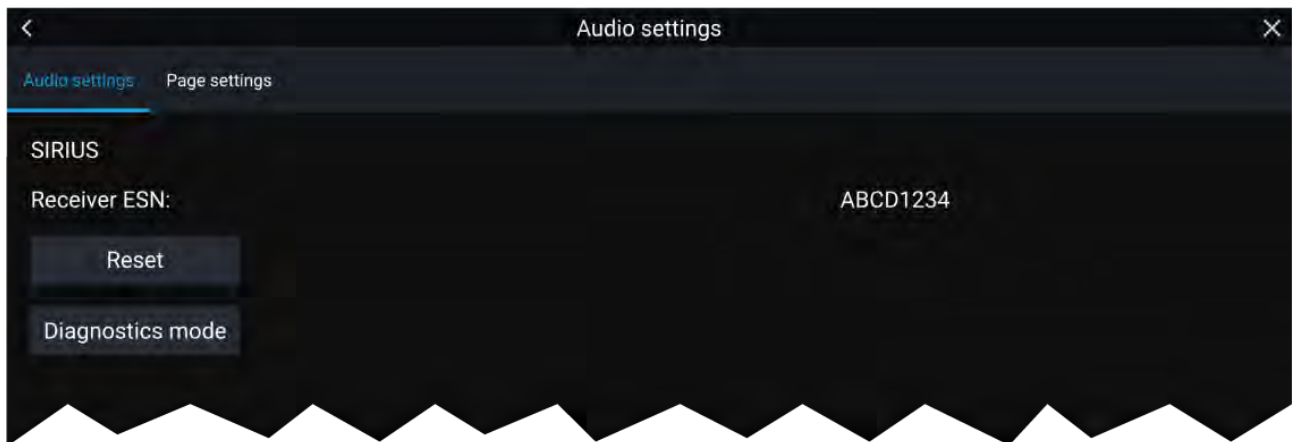 Audio settings
Audio settings Page settings
SIRIUS
Receiver ESN: ABCD1234
Reset
Diagnostics mode